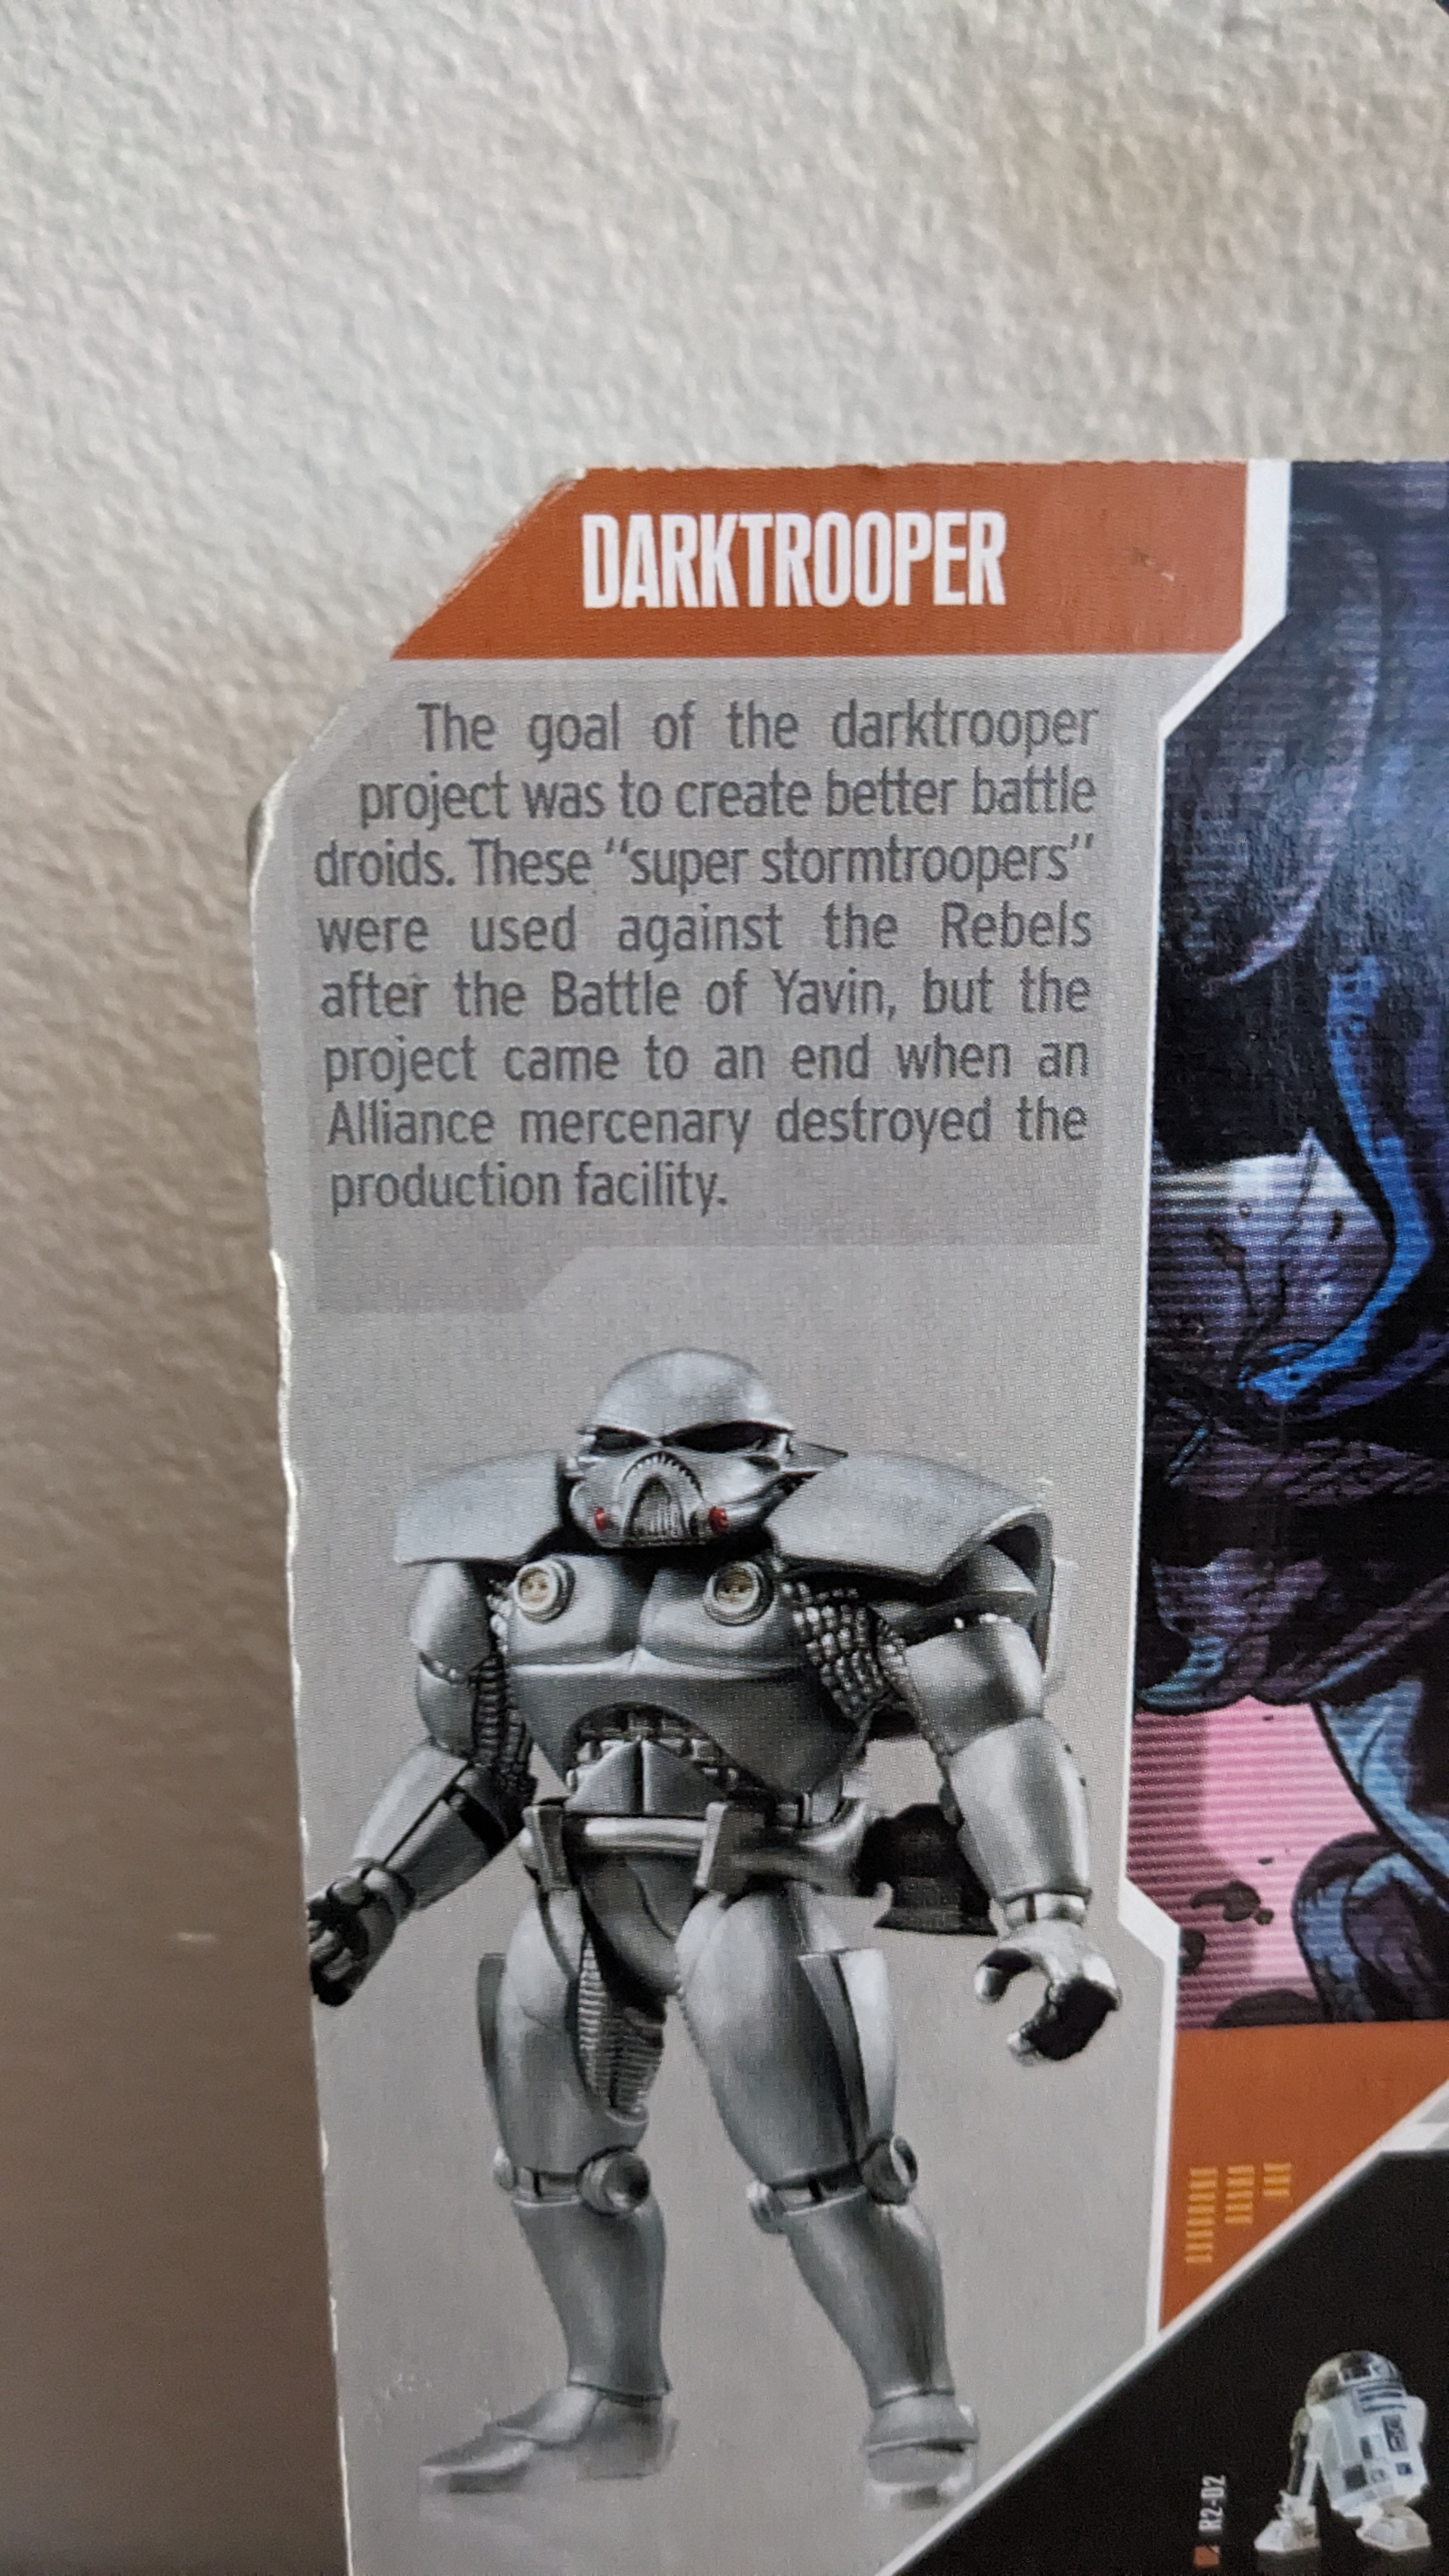 DARKTROOPER
The goal of the darktrooper
project was to create better battle
droids. These “super stormtroopers”
were used against the Rebels
after the Battle of Yavin, but the
project came to an end when an
Alliance mercenary destroyed the
production facility.
R2-D2